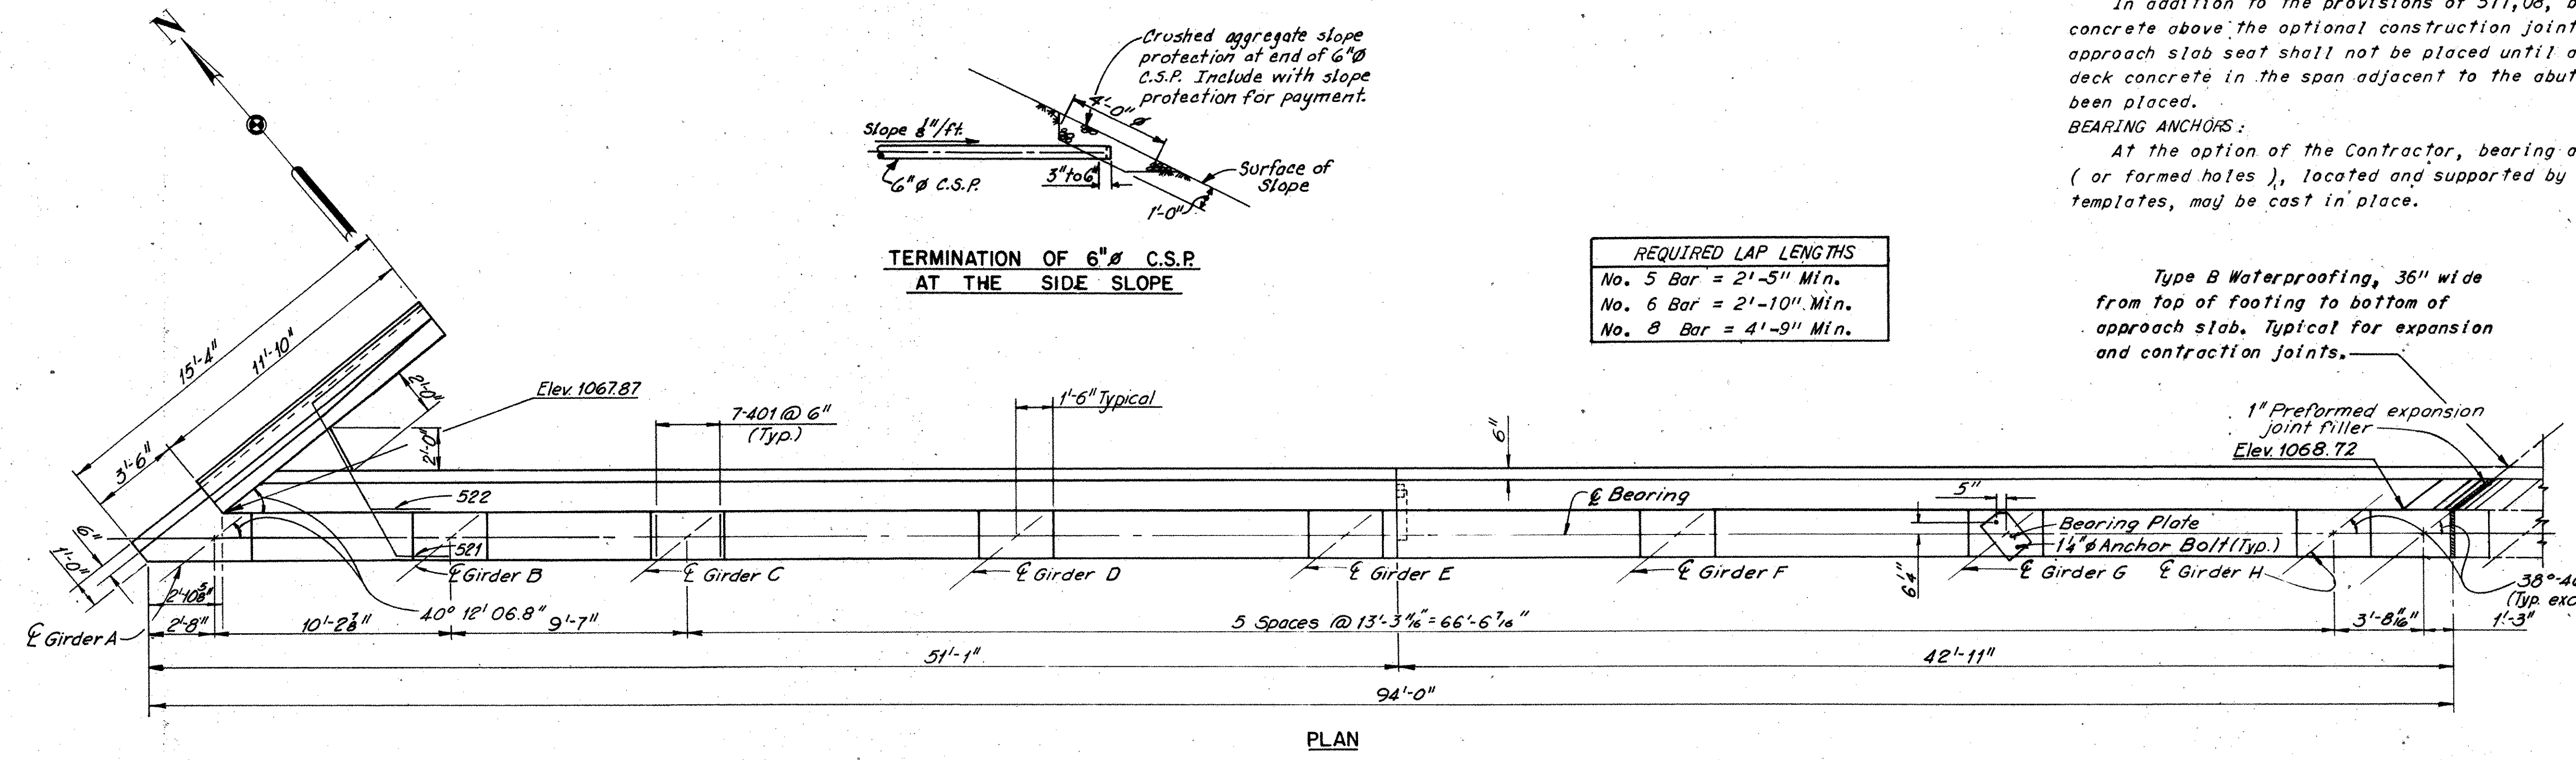 N
Crushed aggregate slope
protection at end of 6"ø
C.S.P. Include with slope
protection for payment.
4'-0" ø
Slope 1/8"/ft.
6"ø C.S.P.
3" to 6"
Surface of
Slope
1'-0"
TERMINATION OF 6"ø C.S.P.
AT THE SIDE SLOPE
In addition to the provisions of 511,08,
concrete above the optional construction joint
approach slab seat shall not be placed until
deck concrete in the span adjacent to the
been placed.
BEARING ANCHORS:
At the option of the Contractor, bearing
( or formed holes ), located and supported by
templates, may be cast in place.
REQUIRED LAP LENGTHS
No. 5 Bar = 2'-5" Min.
No. 6 Bar = 2'-10" Min.
No. 8 Bar = 4'-9" Min.
Type B Waterproofing, 36" wide
from top of footing to bottom of
approach slab. Typical for expansion
and contraction joints.
1" Preformed expansion
joint filler
Elev. 1068.72
15'-4"
11'-10"
3'-6"
6"
1'-0"
2'-0"
2'-0"
Elev. 1067.87
7-401 @ 6"
(Typ.)
1'-6" Typical
6"
522
521
℄ Bearing
5"
6 1/4"
Bearing Plate
1 1/4"ø Anchor Bolt (Typ.)
℄ Girder A
℄ Girder B
℄ Girder C
℄ Girder D
℄ Girder E
℄ Girder F
℄ Girder G
℄ Girder H
40° 12' 06.8"
(Typ.
2'-10 5/8"
2'-8"
10'-2 7/8"
9'-7"
5 Spaces @ 13'-3 11/16" = 66'-6 7/16"
1'-3"
51'-1"
42'-11"
94'-0"
PLAN